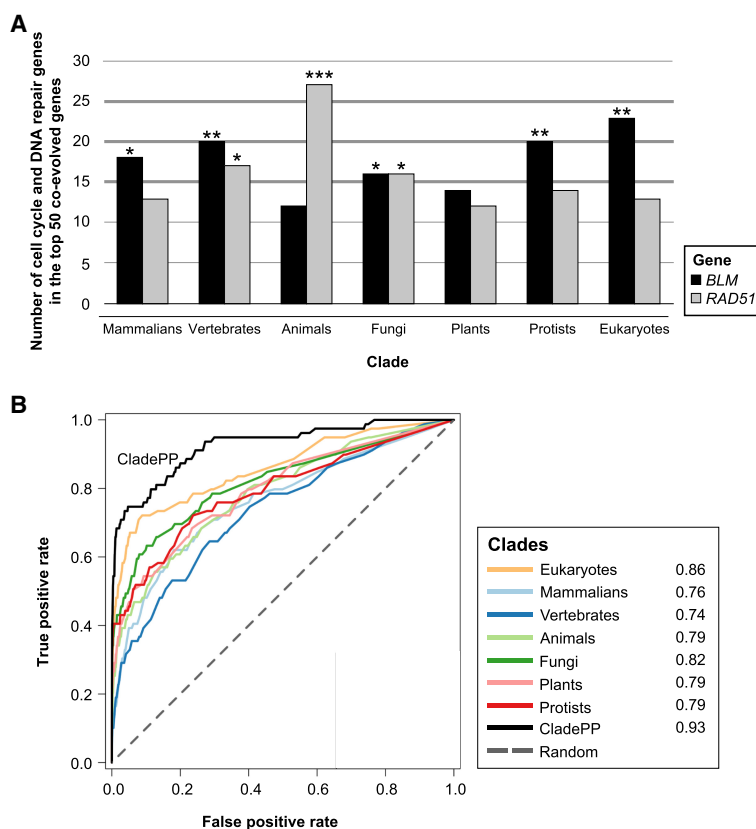 A
Number of cell cycle and DNA repair genes
in the top 50 co-evolved genes
30
25
20
15
10
5
0
*
**
*
***
*
*
**
**
Mammalians Vertebrates Animals Fungi Plants Protists Eukaryotes
Clade
Gene
BLM
RAD51
B
True positive rate
1.0
0.8
0.6
0.4
0.2
0.0
CladePP
0.0 0.2 0.4 0.6 0.8 1.0
False positive rate
Clades
Eukaryotes 0.86
Mammalians 0.76
Vertebrates 0.74
Animals 0.79
Fungi 0.82
Plants 0.79
Protists 0.79
CladePP 0.93
Random